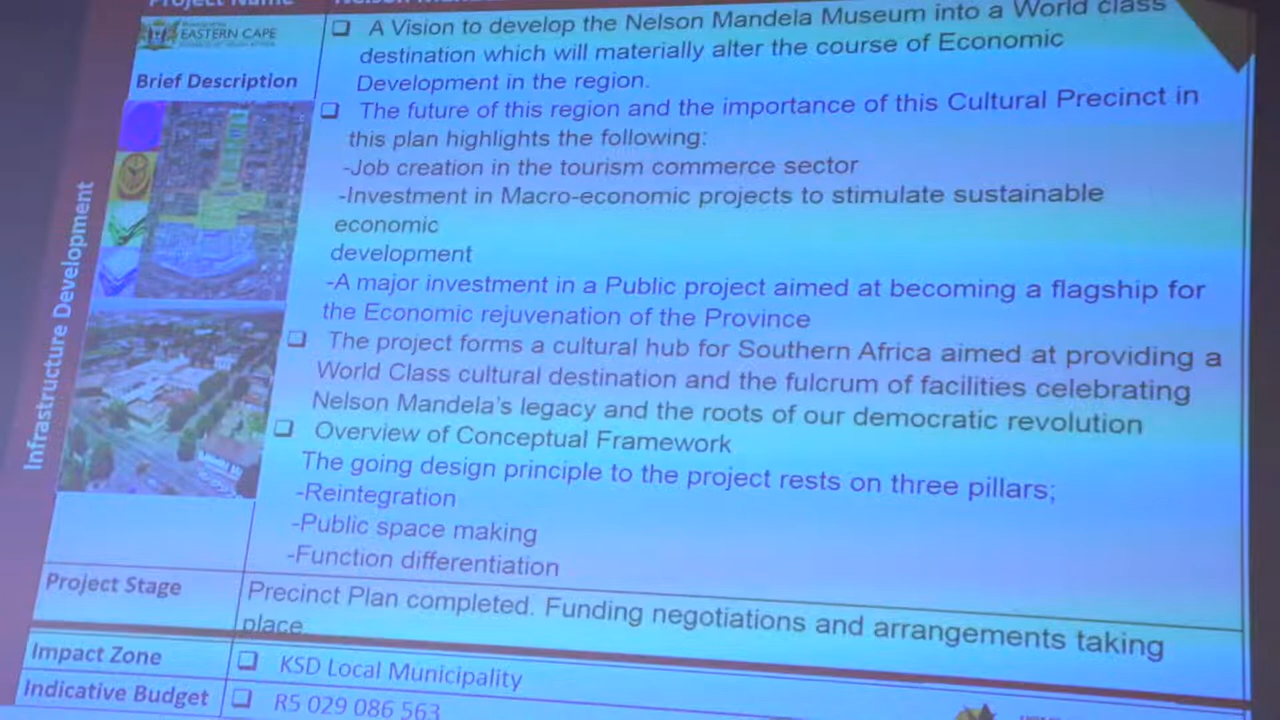 Project Name
Nelson
EASTERN CAPE
Brief Description
❑ A Vision to develop the Nelson Mandela Museum into a World class
destination which will materially alter the course of Economic
Development in the region.
❑ The future of this region and the importance of this Cultural Precinct in
this plan highlights the following:
-Job creation in the tourism commerce sector
-Investment in Macro-economic projects to stimulate sustainable
economic
development
-A major investment in a Public project aimed at becoming a flagship for
the Economic rejuvenation of the Province
❑ The project forms a cultural hub for Southern Africa aimed at providing a
World Class cultural destination and the fulcrum of facilities celebrating
Nelson Mandela's legacy and the roots of our democratic revolution
❑ Overview of Conceptual Framework
The going design principle to the project rests on three pillars;
-Reintegration
-Public space making
-Function differentiation
Infrastructure Development
Project Stage
Precinct Plan completed. Funding negotiations and arrangements taking
place.
Impact Zone
❑ KSD Local Municipality
Indicative Budget
❑ R5 029 086 563